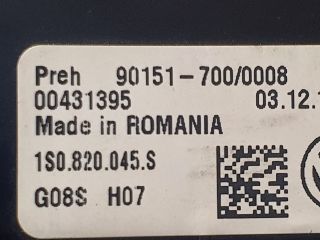 Preh 90151-700/0008
00431395 03.12.1
Made in ROMANIA
1S0.820.045.S
G08S H07